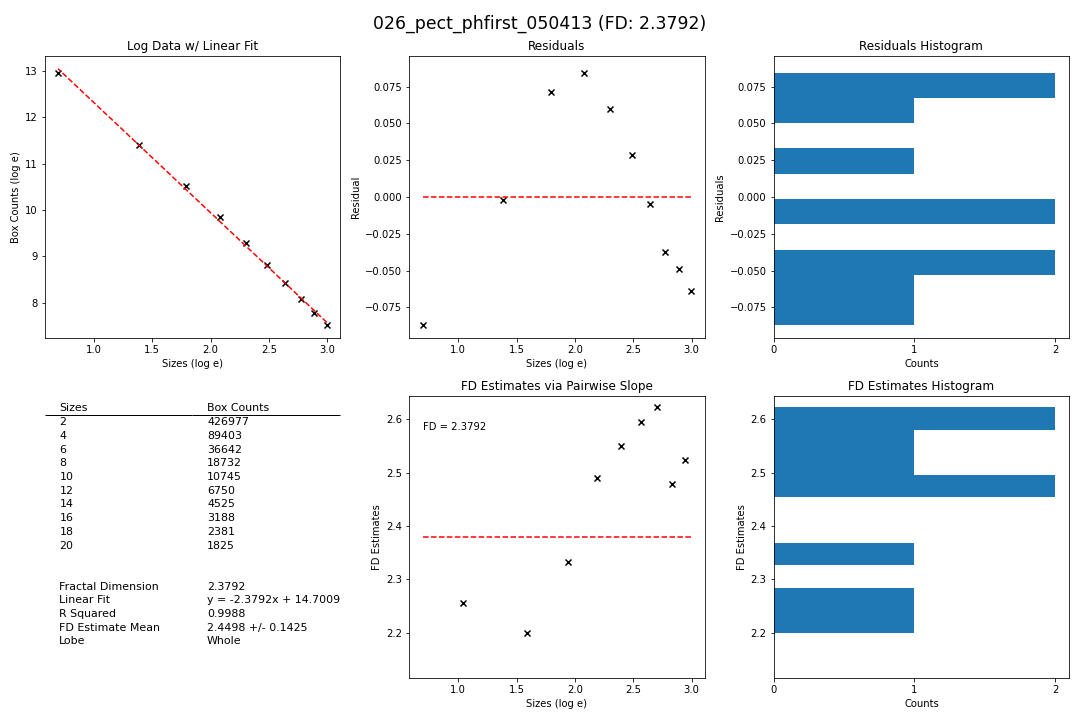 026_pect_phfirst_050413 (FD: 2.3792)
Log Data w/ Linear Fit
Box Counts (log e)
13
12
11
10
9
8
1.0 1.5 2.0 2.5 3.0
Sizes (log e)
Residuals
Residual
0.075
0.050
0.025
0.000
−0.025
−0.050
−0.075
1.0 1.5 2.0 2.5 3.0
Sizes (log e)
Residuals Histogram
Residuals
0.075
0.050
0.025
0.000
−0.025
−0.050
−0.075
0 1 2
Counts
Sizes Box Counts
2 426977
4 89403
6 36642
8 18732
10 10745
12 6750
14 4525
16 3188
18 2381
20 1825
Fractal Dimension 2.3792
Linear Fit y = -2.3792x + 14.7009
R Squared 0.9988
FD Estimate Mean 2.4498 +/- 0.1425
Lobe Whole
FD Estimates via Pairwise Slope
FD Estimates
2.6
2.5
2.4
2.3
2.2
FD = 2.3792
1.0 1.5 2.0 2.5 3.0
Sizes (log e)
FD Estimates Histogram
FD Estimates
2.6
2.5
2.4
2.3
2.2
0 1 2
Counts